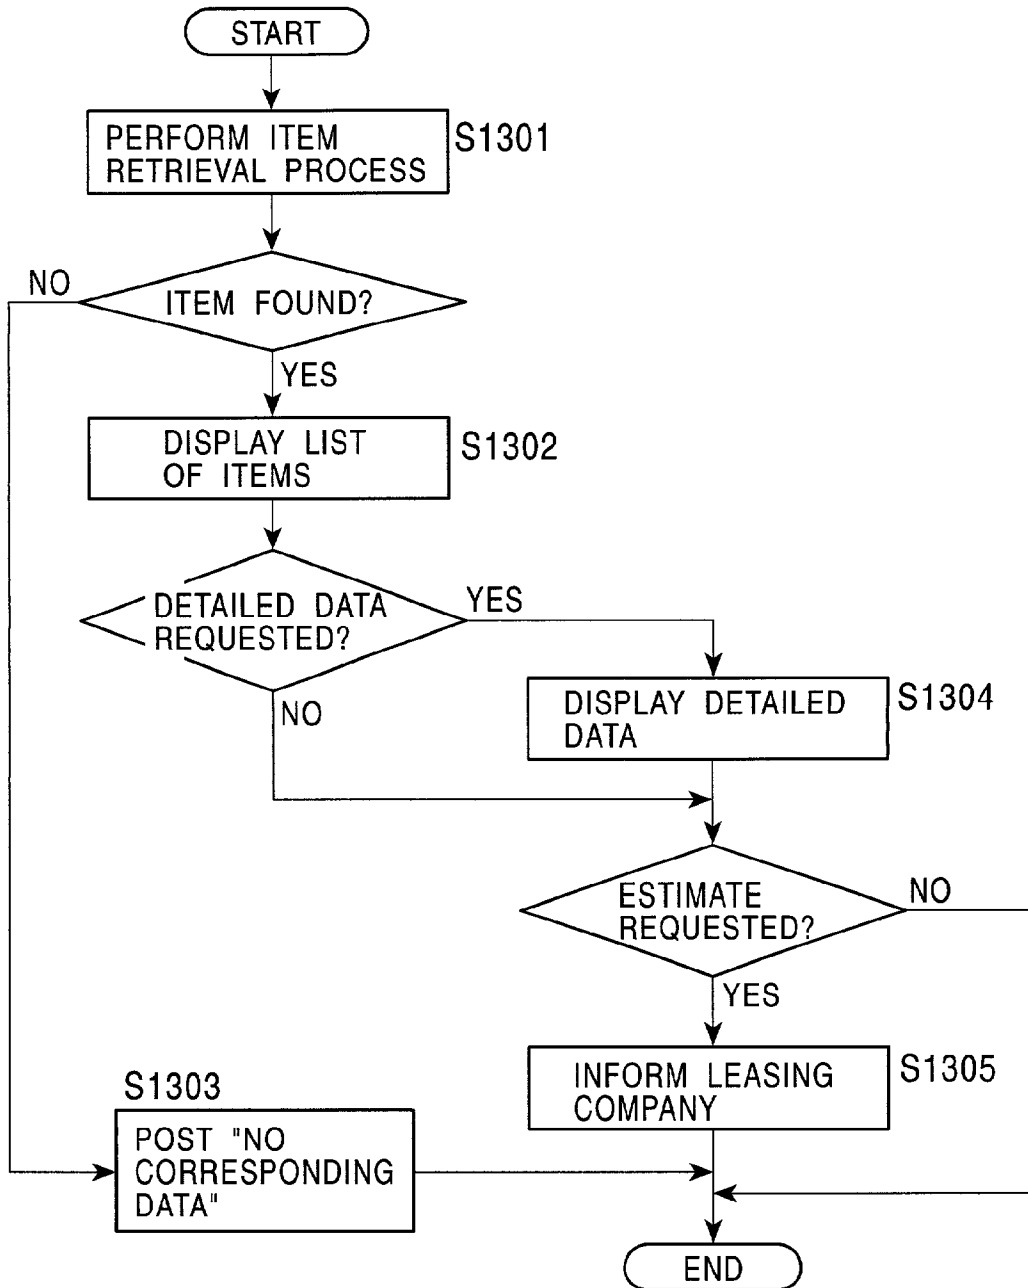 START
PERFORM ITEM
RETRIEVAL PROCESS
S1301
NO
ITEM FOUND?
YES
DISPLAY LIST
OF ITEMS
S1302
DETAILED DATA
REQUESTED?
YES
NO
DISPLAY DETAILED
DATA
S1304
ESTIMATE
REQUESTED?
NO
YES
INFORM LEASING
COMPANY
S1305
S1303
POST "NO
CORRESPONDING
DATA"
END